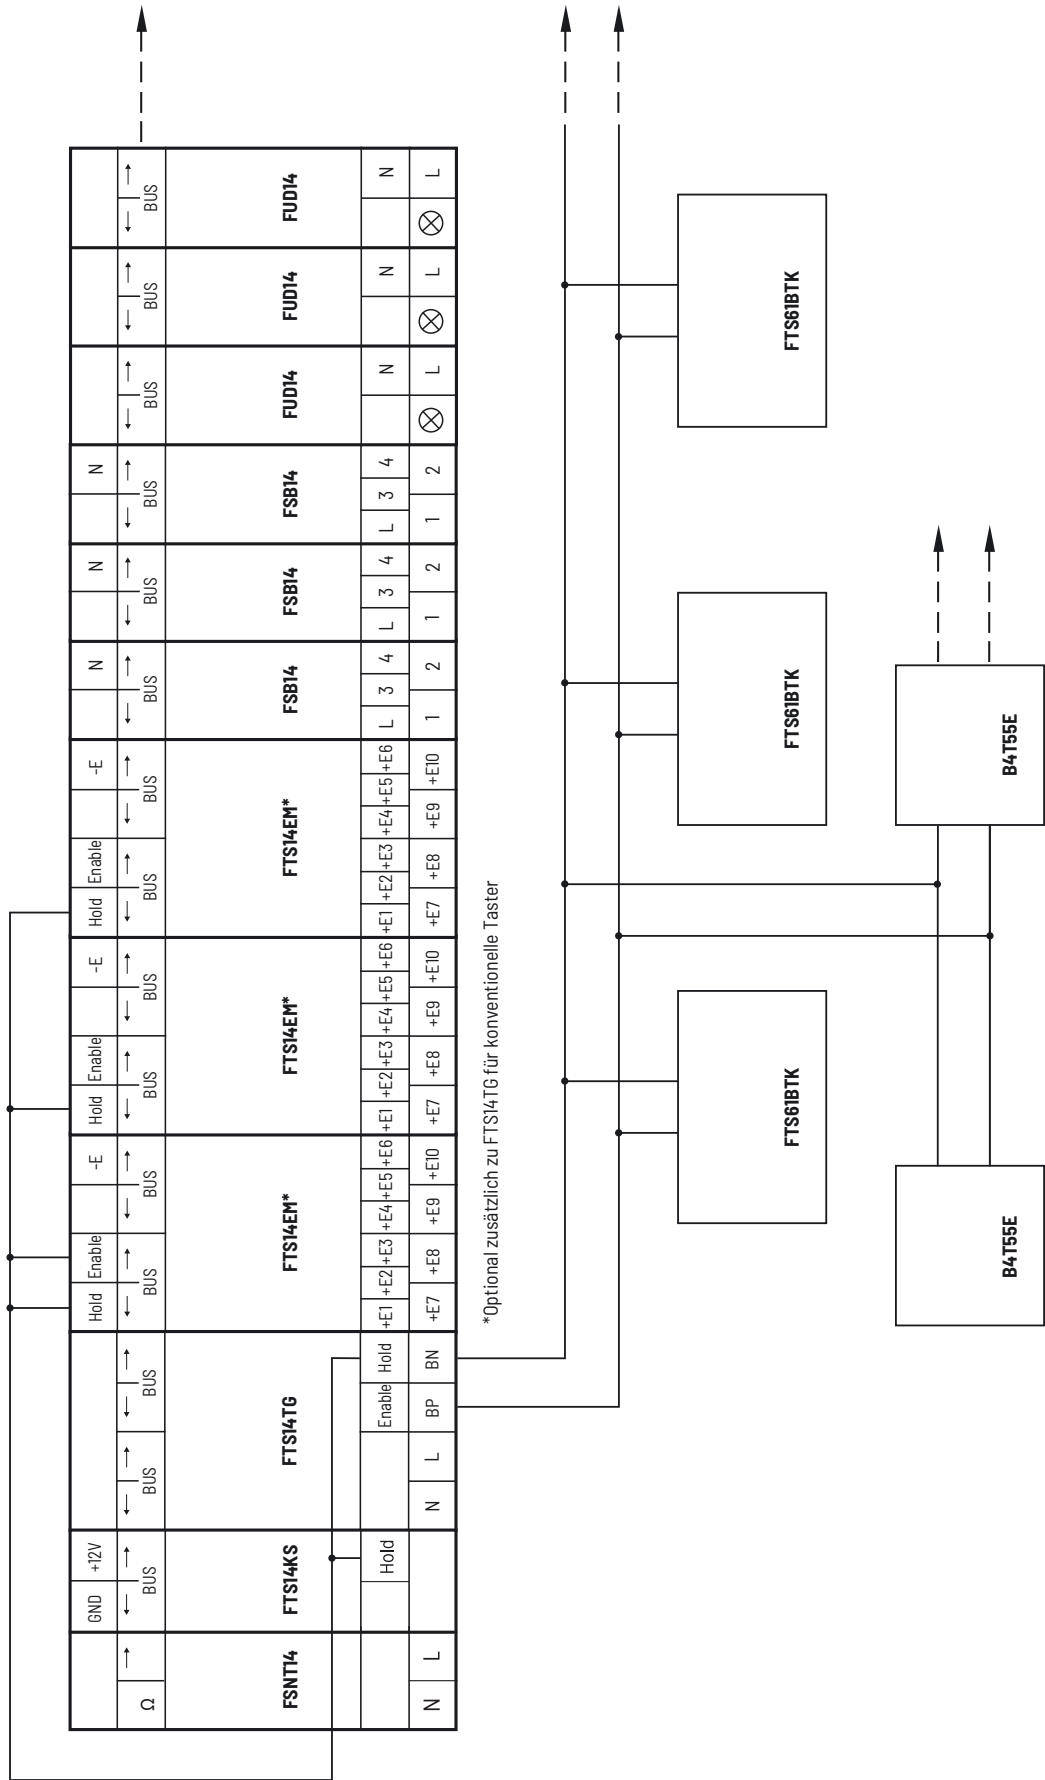 Ω
FSNT14
N L
GND +12V
BUS
FTS14KS
Hold
BUS BUS
FTS14TG
Enable Hold
N L BP BN
Hold Enable -E
BUS BUS
FTS14EM*
+E1 +E2 +E3 +E4 +E5 +E6
+E7 +E8 +E9 +E10
Hold Enable -E
BUS BUS
FTS14EM*
+E1 +E2 +E3 +E4 +E5 +E6
+E7 +E8 +E9 +E10
Hold Enable -E
BUS BUS
FTS14EM*
+E1 +E2 +E3 +E4 +E5 +E6
+E7 +E8 +E9 +E10
N
BUS
FSB14
L 3 4
1 2
N
BUS
FSB14
L 3 4
1 2
N
BUS
FSB14
L 3 4
1 2
BUS
FUD14
N
L
BUS
FUD14
N
L
BUS
FUD14
N
L
*Optional zusätzlich zu FTS14TG für konventionelle Taster
FTS61BTK
FTS61BTK
FTS61BTK
B4T55E
B4T55E